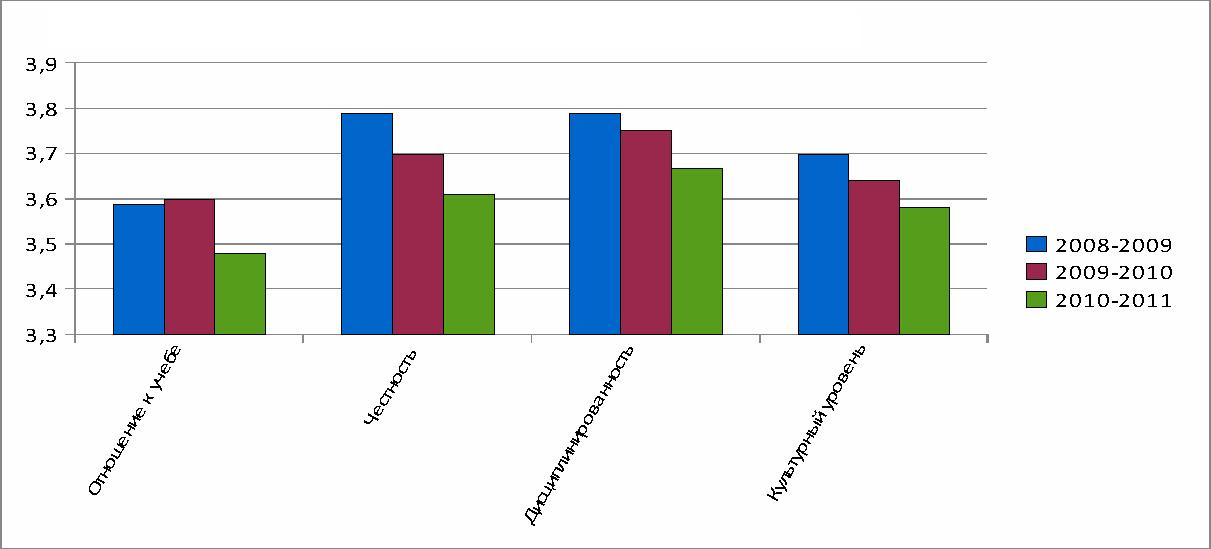 3,9
3,8
3,7
3,6
3,5
3,4
3,3
Отношение к учебе
Честность
Дисциплинированность
Культурный уровень
2008-2009
2009-2010
2010-2011